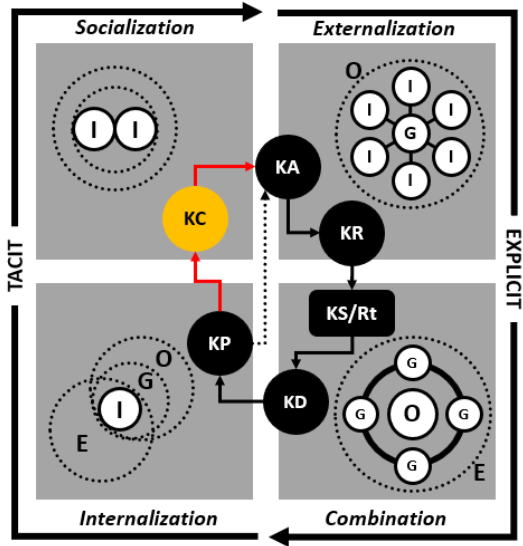 Socialization
Externalization
TACIT
EXPLICIT
I I
O
I
I
I
G
I
I
I
KA
KC
KR
KS/Rt
KP
KD
O
G
I
E
G
G
O
G
G
E
Internalization
Combination